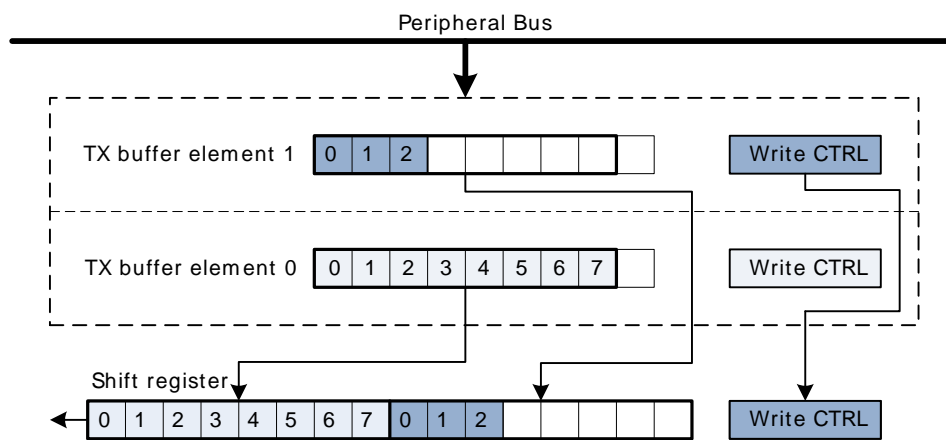 Peripheral Bus
TX buffer element 1 0 1 2 Write CTRL
TX buffer element 0 0 1 2 3 4 5 6 7 Write CTRL
Shift register
0 1 2 3 4 5 6 7 0 1 2 Write CTRL